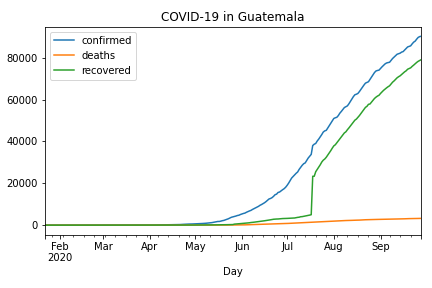 COVID-19 in Guatemala
confirmed
deaths
recovered
80000
60000
40000
20000
0
Feb Mar Apr May Jun Jul Aug Sep
2020
Day